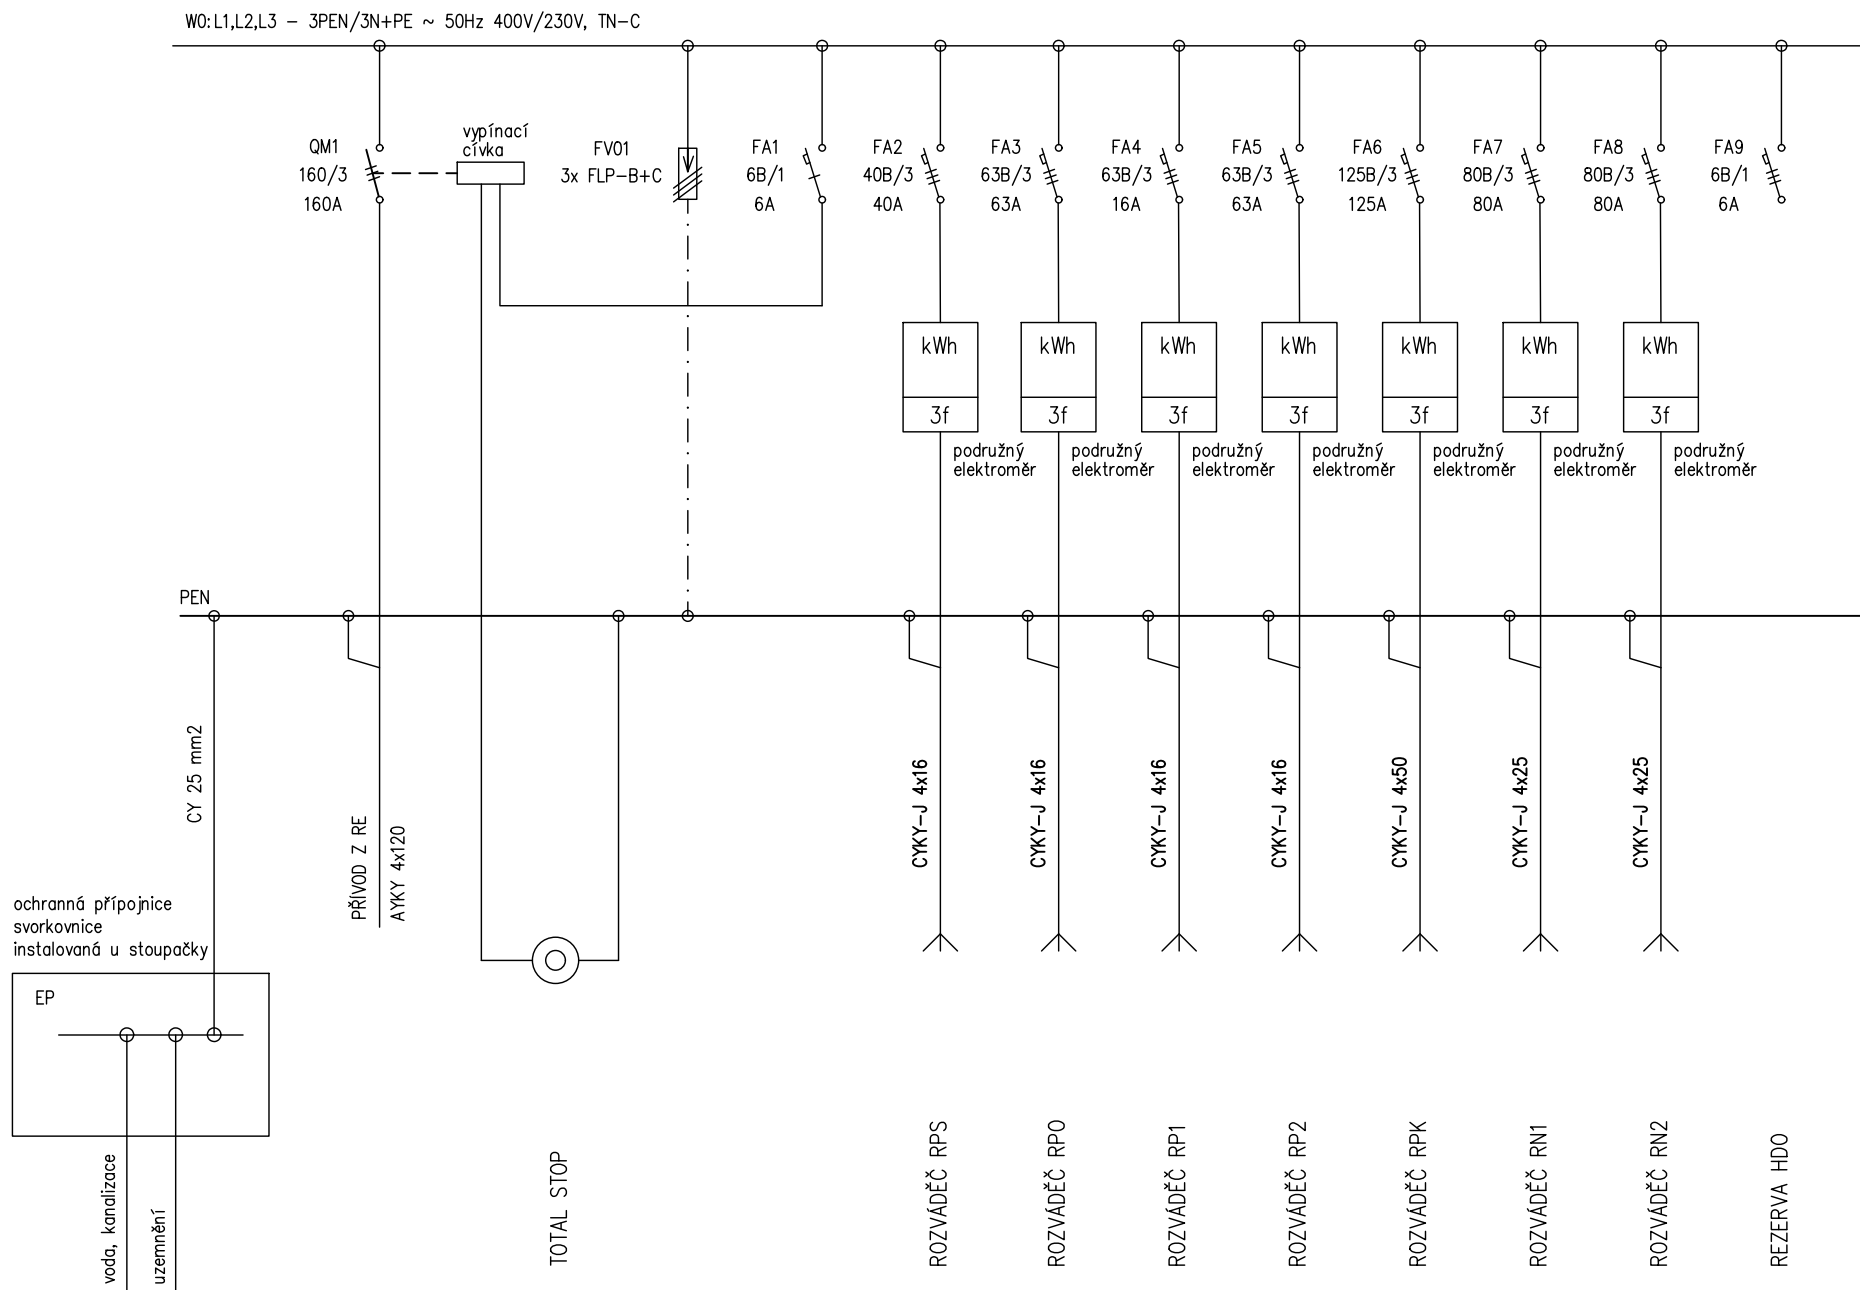 WO:L1,L2,L3 – 3PEN/3N+PE ~ 50Hz 400V/230V, TN–C
QM1
160/3
160A
vypínací
cívka
FV01
3x FLP–B+C
FA1
6B/1
6A
FA2
40B/3
40A
FA3
63B/3
63A
FA4
63B/3
16A
FA5
63B/3
63A
FA6
125B/3
125A
FA7
80B/3
80A
FA8
80B/3
80A
FA9
6B/1
6A
kWh
3f
podružný
elektroměr
kWh
3f
podružný
elektroměr
kWh
3f
podružný
elektroměr
kWh
3f
podružný
elektroměr
kWh
3f
podružný
elektroměr
kWh
3f
podružný
elektroměr
kWh
3f
podružný
elektroměr
PEN
CY 25 mm2
PŘÍVOD Z RE
AYKY 4x120
CYKY–J 4x16
CYKY–J 4x16
CYKY–J 4x16
CYKY–J 4x16
CYKY–J 4x50
CYKY–J 4x25
CYKY–J 4x25
ochranná přípojnice
svorkovnice
instalovaná u stoupačky
EP
voda, kanalizace
uzemnění
TOTAL STOP
ROZVÁDĚČ RPS
ROZVÁDĚČ RPO
ROZVÁDĚČ RP1
ROZVÁDĚČ RP2
ROZVÁDĚČ RPK
ROZVÁDĚČ RN1
ROZVÁDĚČ RN2
REZERVA HDO